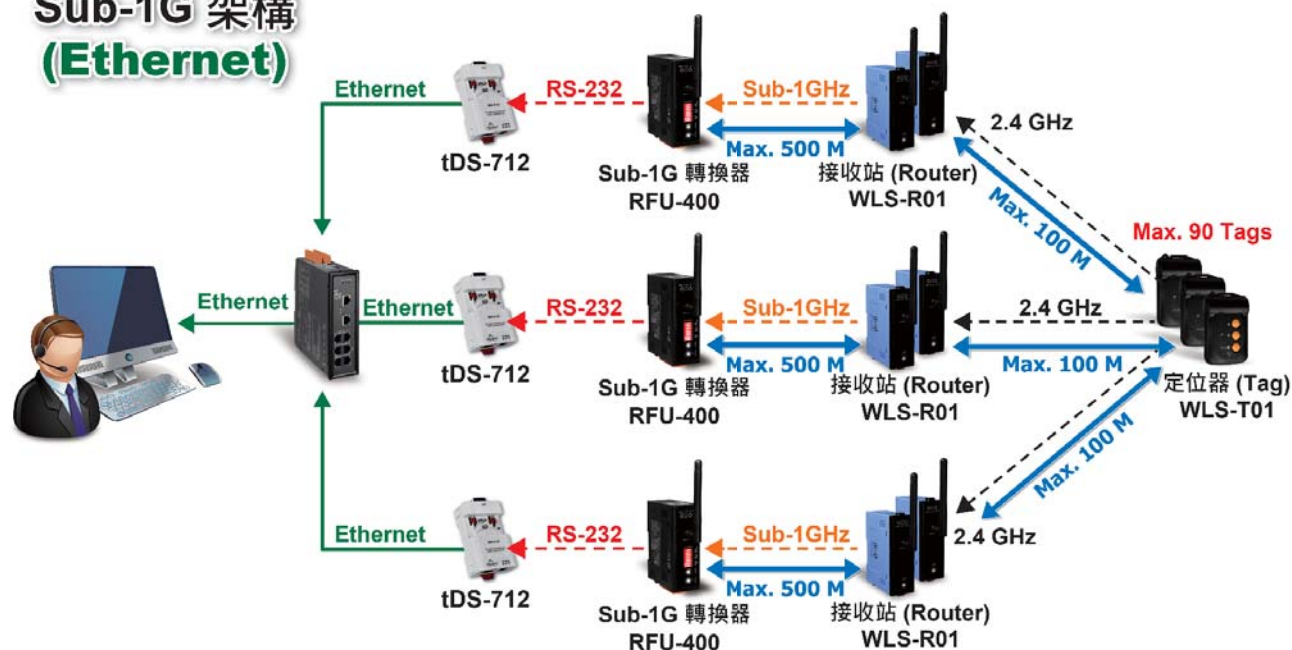 Sub-1G 架構
(Ethernet)
Ethernet
RS-232
Sub-1GHz
2.4 GHz
Max. 500 M
tDS-712
Sub-1G 轉換器
RFU-400
接收站 (Router)
WLS-R01
Max. 100 M
Max. 90 Tags
Ethernet
Ethernet
RS-232
Sub-1GHz
2.4 GHz
Max. 500 M
Max. 100 M
tDS-712
Sub-1G 轉換器
RFU-400
接收站 (Router)
WLS-R01
定位器 (Tag)
WLS-T01
Max. 100 M
Ethernet
RS-232
Sub-1GHz
2.4 GHz
Max. 500 M
tDS-712
Sub-1G 轉換器
RFU-400
接收站 (Router)
WLS-R01